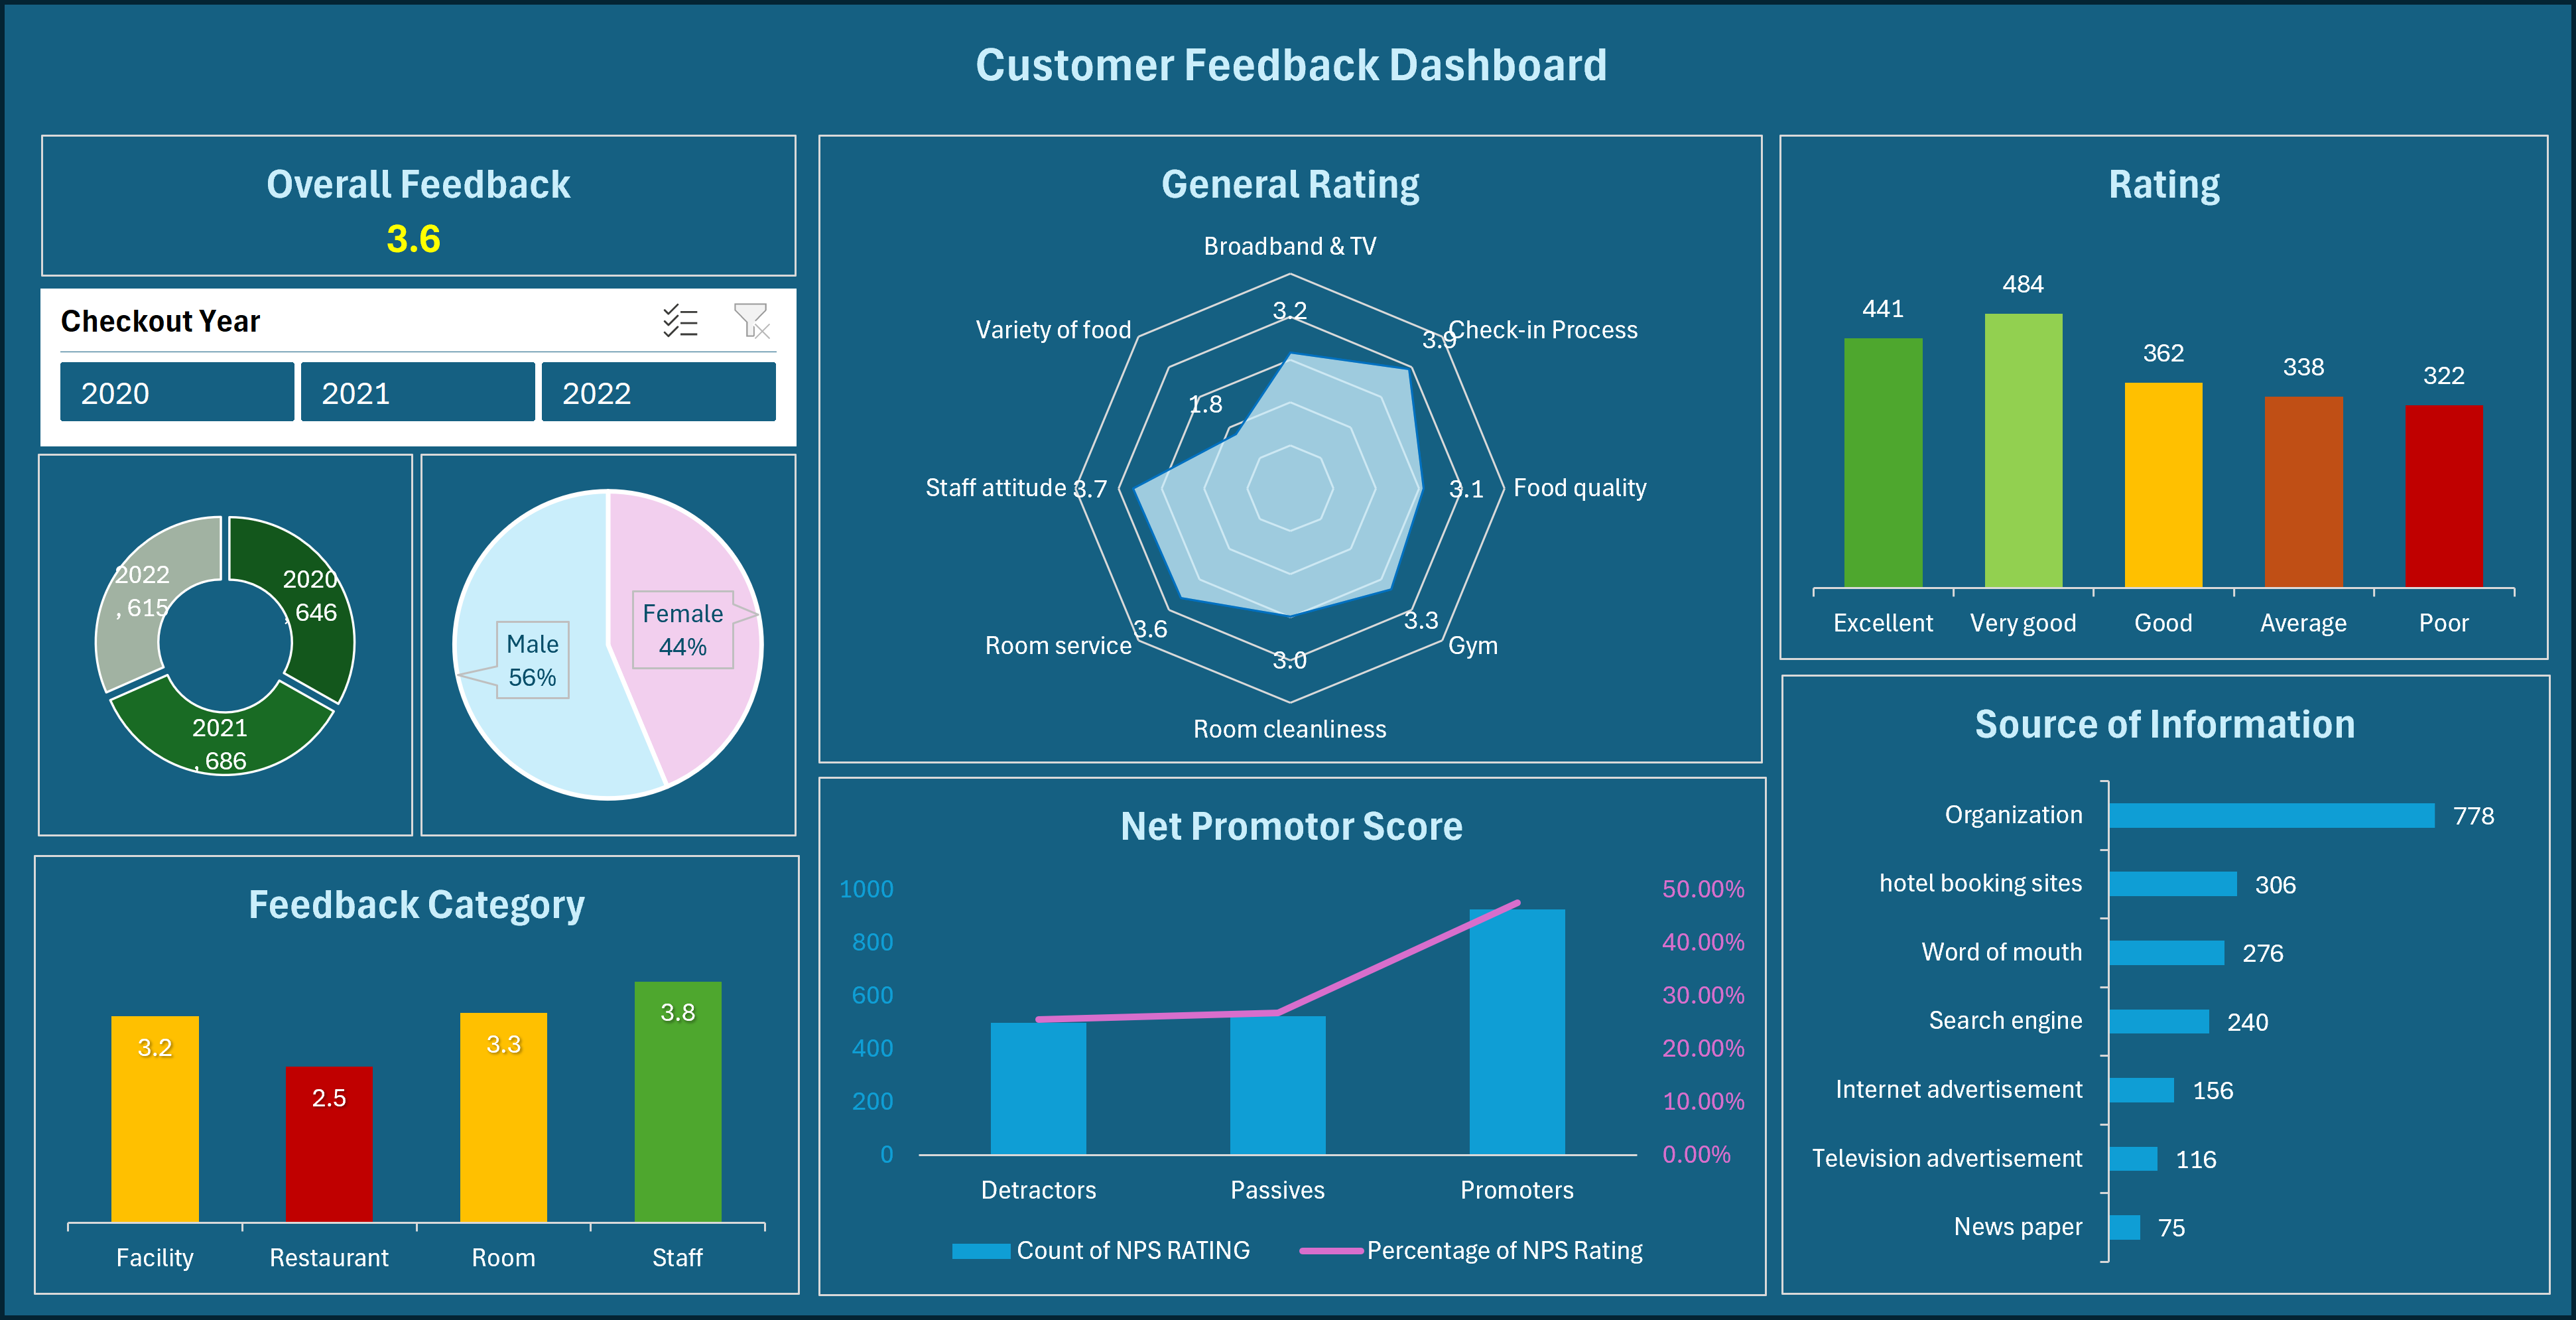 Customer Feedback Dashboard
Overall Feedback
3.6
Checkout Year
2020
2021
2022
2022
, 615
2020
, 646
2021
, 686
Male
56%
Female
44%
Feedback Category
3.2
2.5
3.3
3.8
Facility
Restaurant
Room
Staff
General Rating
Broadband & TV
Check-in Process
Food quality
Gym
Room cleanliness
Room service
Staff attitude
Variety of food
3.2
3.9
3.1
3.3
3.0
3.6
3.7
1.8
Net Promotor Score
1000
800
600
400
200
0
50.00%
40.00%
30.00%
20.00%
10.00%
0.00%
Detractors
Passives
Promoters
Count of NPS RATING
Percentage of NPS Rating
Rating
441
484
362
338
322
Excellent
Very good
Good
Average
Poor
Source of Information
Organization 778
hotel booking sites 306
Word of mouth 276
Search engine 240
Internet advertisement 156
Television advertisement 116
News paper 75